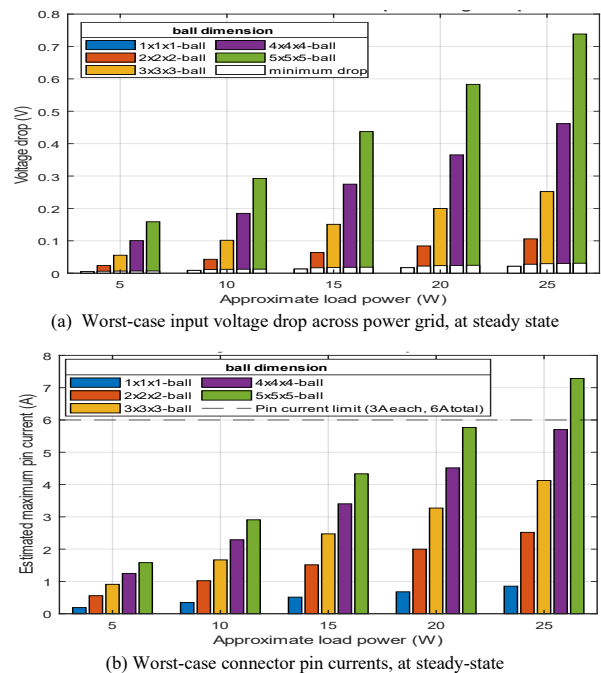 0.8
0.7
0.6
0.5
0.4
0.3
0.2
0.1
0
Voltage drop (V)
ball dimension
1x1x1-ball 4x4x4-ball
2x2x2-ball 5x5x5-ball
3x3x3-ball minimum drop
5 10 15 20 25
Approximate load power (W)
(a) Worst-case input voltage drop across power grid, at steady state
8
7
6
5
4
3
2
1
0
Estimated maximum pin current (A)
ball dimension
1x1x1-ball 4x4x4-ball
2x2x2-ball 5x5x5-ball
3x3x3-ball Pin current limit (3Aeach, 6Atotal)
5 10 15 20 25
Approximate load power (W)
(b) Worst-case connector pin currents, at steady-state